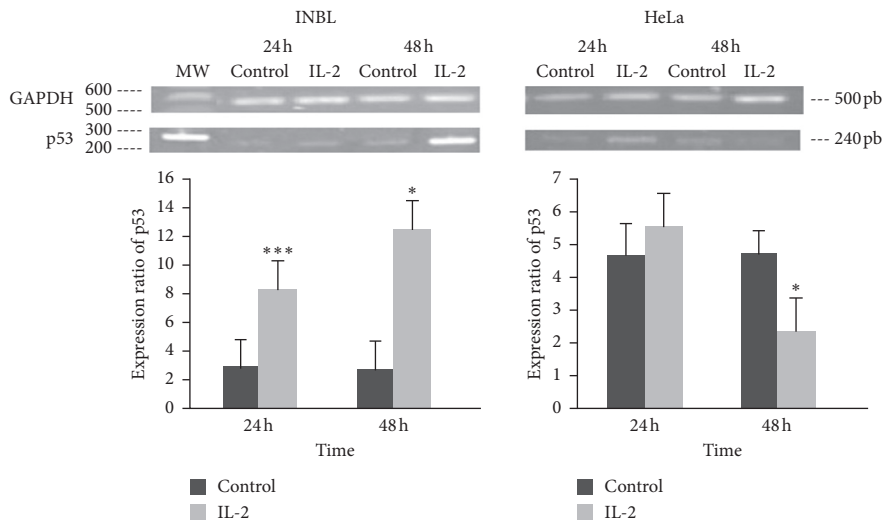 INBL
24 h 48 h
MW Control IL-2 Control IL-2
GAPDH 600 ----
500 ----
p53 300 ----
200 ----
HeLa
24 h 48 h
Control IL-2 Control IL-2
--- 500 pb
--- 240 pb
Expression ratio of p53
16
14
12
10
8
6
4
2
0
***
*
24 h 48 h
Time
Control
IL-2
Expression ratio of p53
7
6
5
4
3
2
1
0
*
24 h 48 h
Time
Control
IL-2